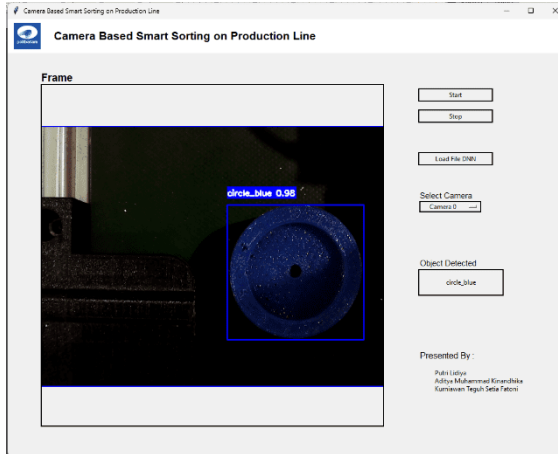 Camera Based Smart Sorting on Production Line
Camera Based Smart Sorting on Production Line
Frame
Start
Stop
Load File DNN
Select Camera
Camera 0
circle_blue 0.98
Object Detected
circle_blue
Presented By :
Putri Lidiya
Aditya Muhammad Kinandhika
Kurniawan Teguh Setia Fatoni